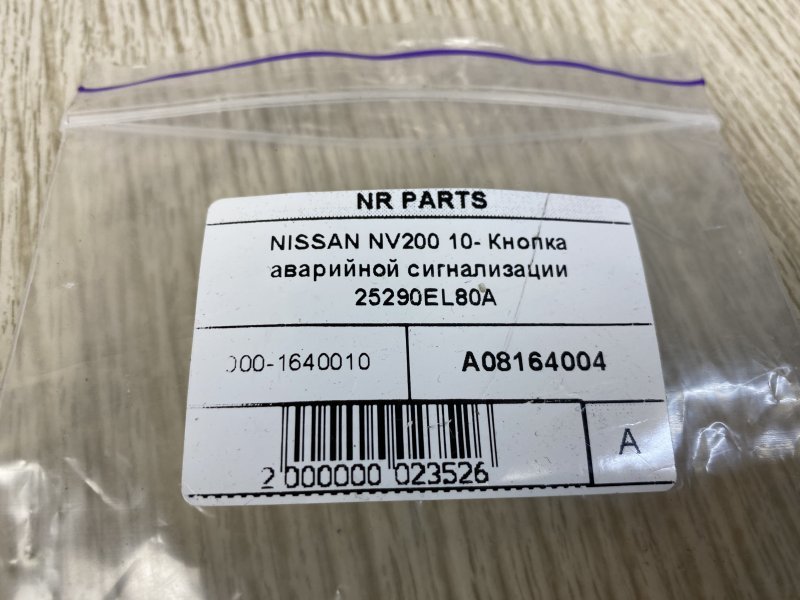 NR PARTS
NISSAN NV200 10- Кнопка
аварийной сигнализации
25290EL80A
000-1640010
A08164004
2 000000 023526
A